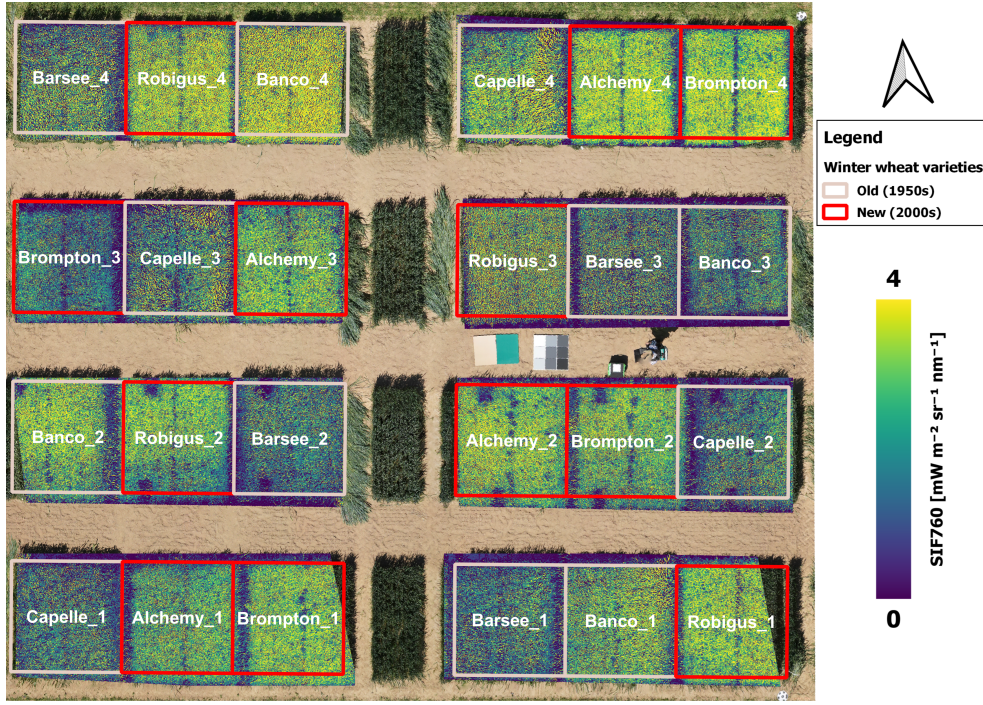 Barsee_4
Robigus_4
Banco_4
Capelle_4
Alchemy_4
Brompton_4
Brompton_3
Capelle_3
Alchemy_3
Robigus_3
Barsee_3
Banco_3
Banco_2
Robigus_2
Barsee_2
Alchemy_2
Brompton_2
Capelle_2
Capelle_1
Alchemy_1
Brompton_1
Barsee_1
Banco_1
Robigus_1
Legend
Winter wheat varieties
Old (1950s)
New (2000s)
4
SIF760 [mW m⁻² sr⁻¹ nm⁻¹]
0